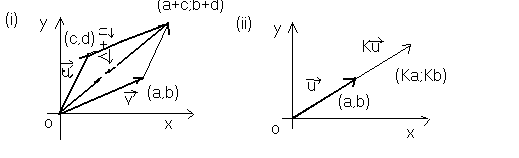 (i)
y
(a+c;b+d)
(c,d)
u+v
u
v
(a,b)
o
x
(ii)
y
Ku
u
(Ka;Kb)
(a,b)
o
x